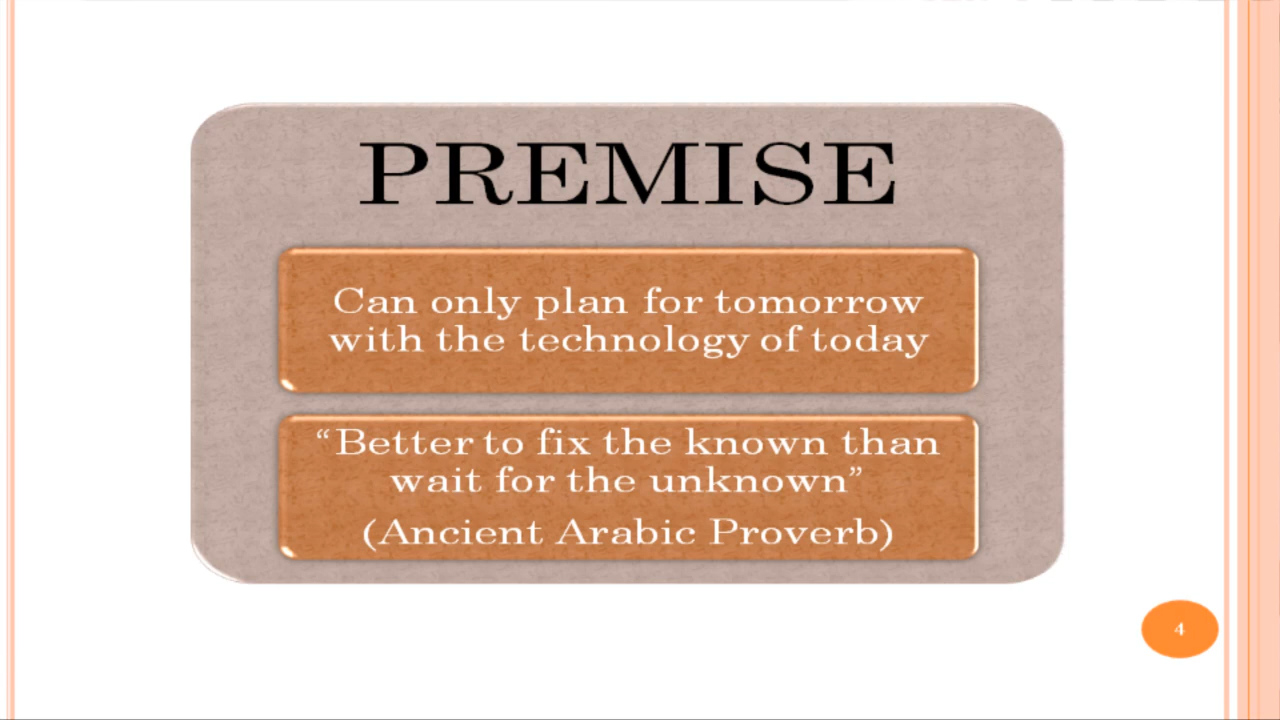 PREMISE
Can only plan for tomorrow
with the technology of today
“Better to fix the known than
wait for the unknown”
(Ancient Arabic Proverb)
4